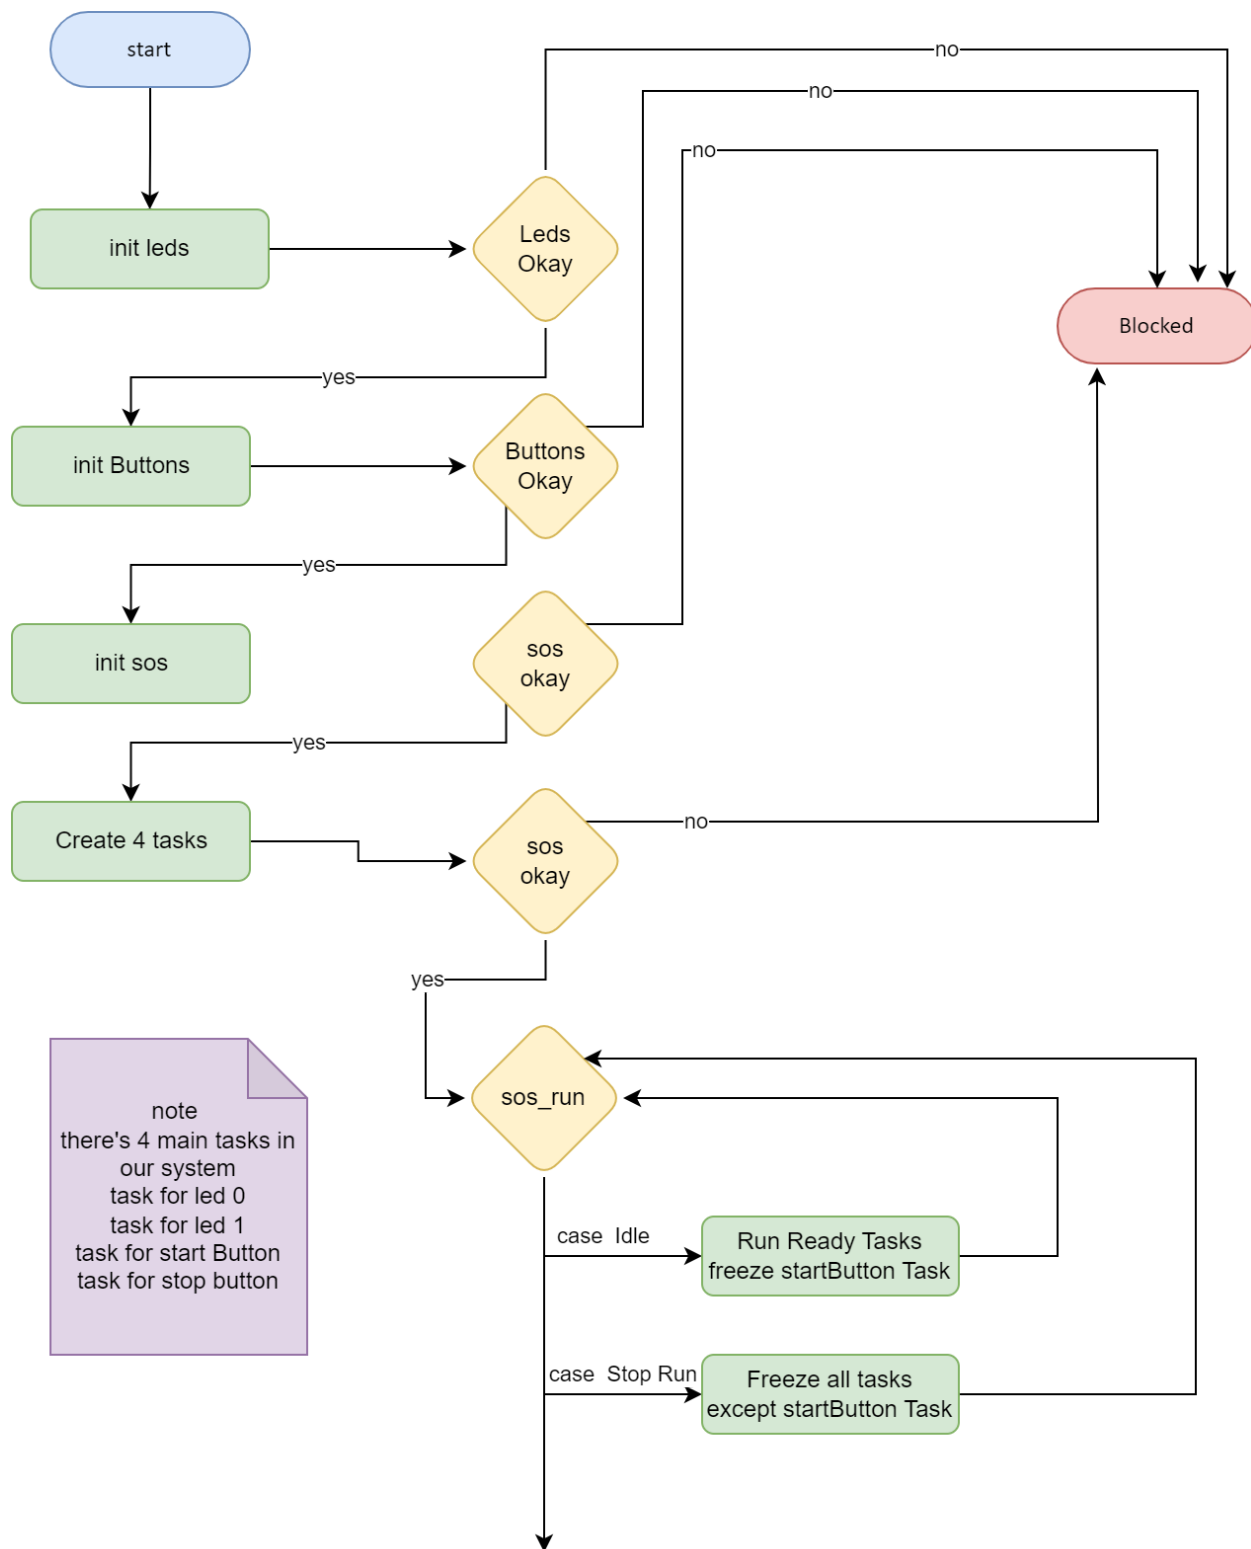 start
no
no
no
Leds
Okay
init leds
Blocked
yes
Buttons
Okay
init Buttons
yes
sos
okay
init sos
yes
Create 4 tasks
sos
okay
no
yes
sos_run
note
there's 4 main tasks in
our system
task for led 0
task for led 1
task for start Button
task for stop button
case Idle
Run Ready Tasks
freeze startButton Task
case Stop Run
Freeze all tasks
except startButton Task